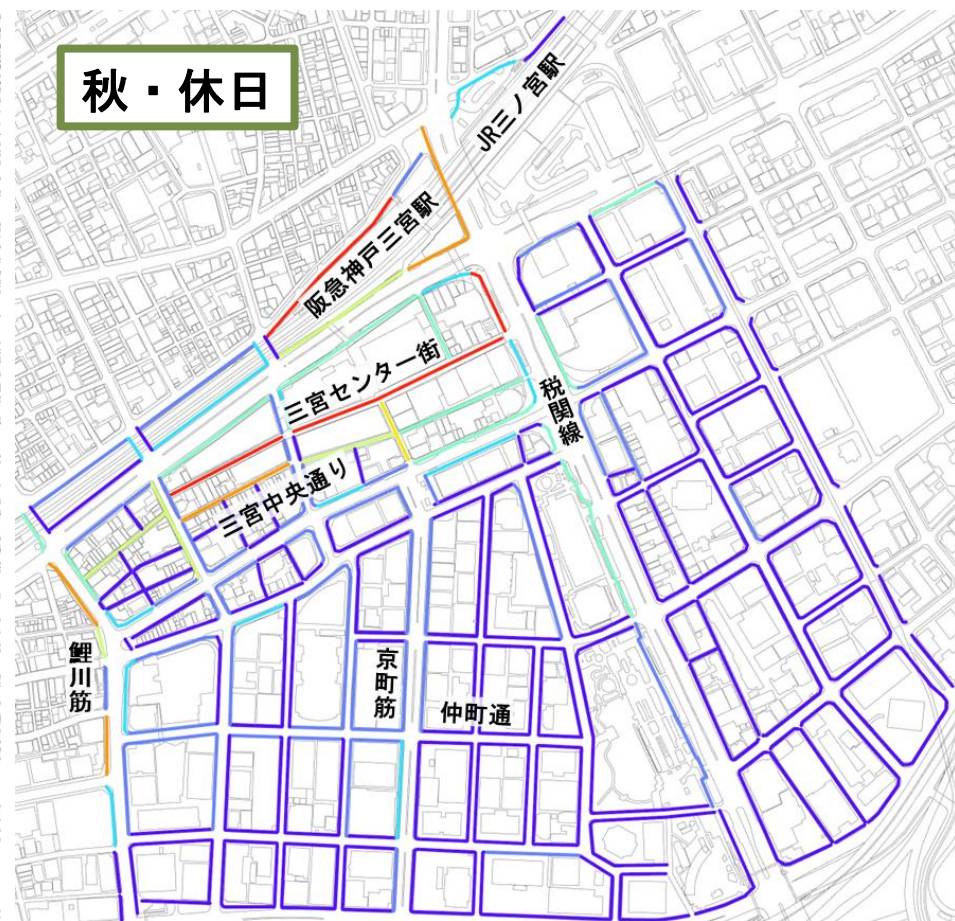 秋・休日
JR三ノ宮駅
阪急神戸三宮駅
三宮センター街
税関線
三宮中央通り
鯉川筋
京町筋
仲町通